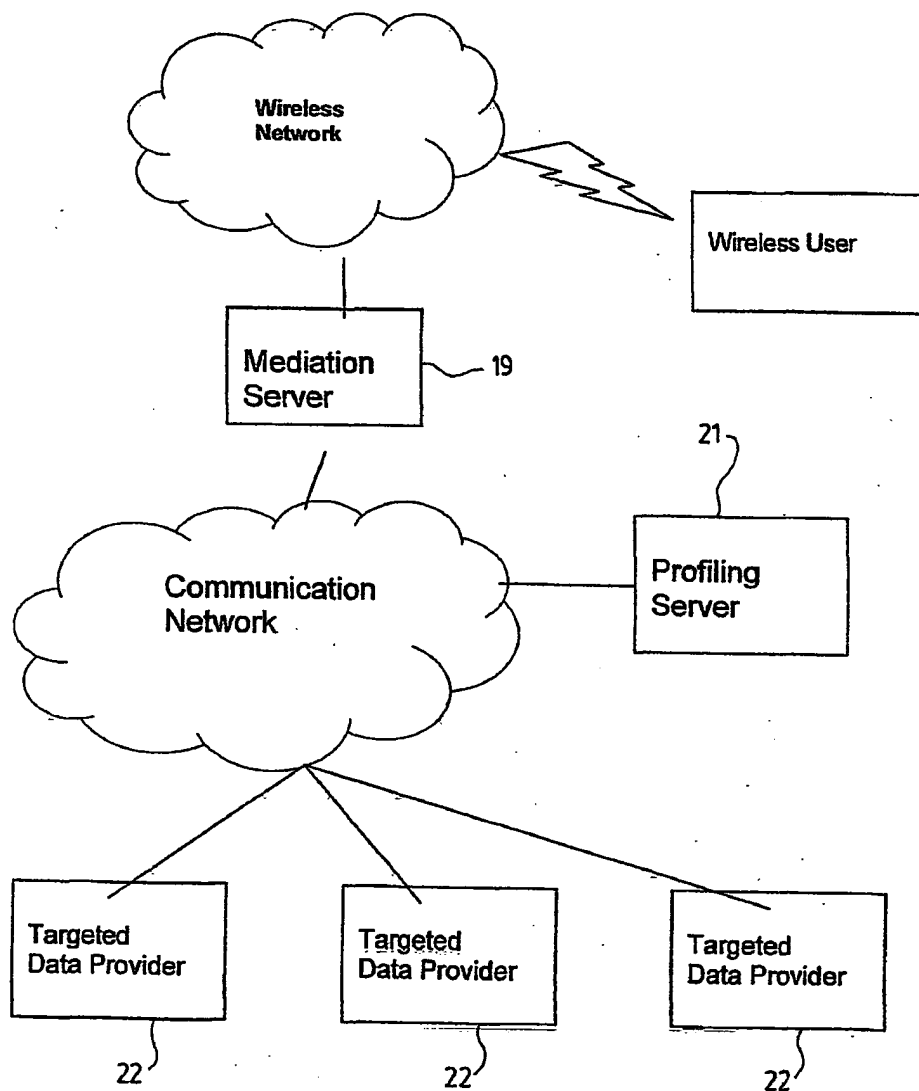 Wireless
Network
Wireless User
Mediation
Server
19
21
Communication
Network
Profiling
Server
Targeted
Data Provider
Targeted
Data Provider
Targeted
Data Provider
22
22
22